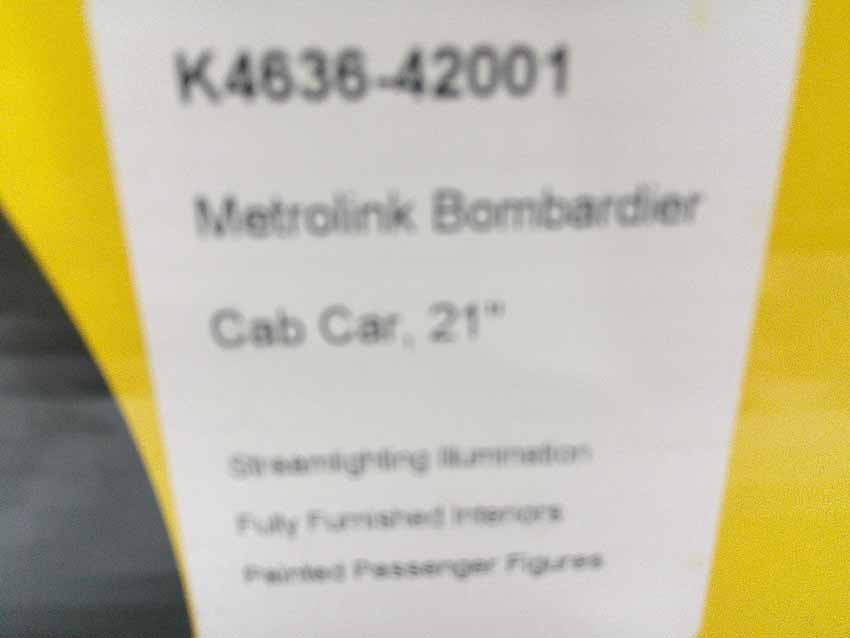 K4636-42001
Metrolink Bombardier
Cab Car, 21"
Streamlighting Illumination
Fully Furnished Interiors
Painted Passenger Figures